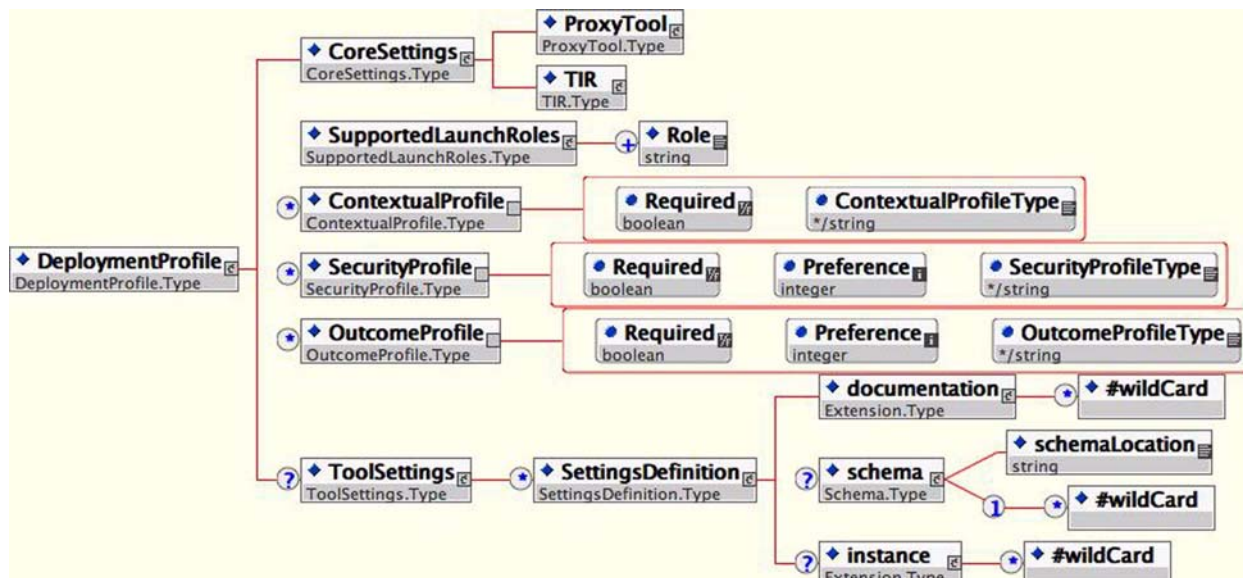 ProxyTool
ProxyTool.Type
CoreSettings
CoreSettings.Type
TIR
TIR.Type
SupportedLaunchRoles
SupportedLaunchRoles.Type
+
Role
string
*
ContextualProfile
ContextualProfile.Type
Required
boolean
ContextualProfileType
*/string
DeploymentProfile
DeploymentProfile.Type
*
SecurityProfile
SecurityProfile.Type
Required
boolean
Preference
integer
SecurityProfileType
*/string
*
OutcomeProfile
OutcomeProfile.Type
Required
boolean
Preference
integer
OutcomeProfileType
*/string
documentation
Extension.Type
*
#wildCard
?
ToolSettings
ToolSettings.Type
*
SettingsDefinition
SettingsDefinition.Type
?
schema
Schema.Type
schemaLocation
string
1
*
#wildCard
?
instance
Extension.Type
*
#wildCard